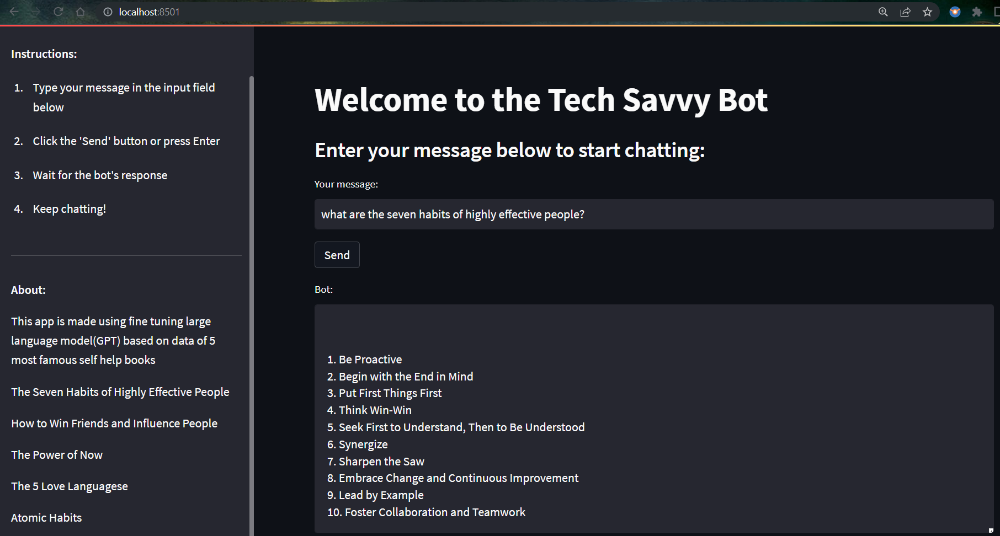 localhost:8501
Instructions:
1. Type your message in the input field
below
2. Click the 'Send' button or press Enter
3. Wait for the bot's response
4. Keep chatting!
About:
This app is made using fine tuning large
language model(GPT) based on data of 5
most famous self help books
The Seven Habits of Highly Effective People
How to Win Friends and Influence People
The Power of Now
The 5 Love Languagese
Atomic Habits
Welcome to the Tech Savvy Bot
Enter your message below to start chatting:
Your message:
what are the seven habits of highly effective people?
Send
Bot:
1. Be Proactive
2. Begin with the End in Mind
3. Put First Things First
4. Think Win-Win
5. Seek First to Understand, Then to Be Understood
6. Synergize
7. Sharpen the Saw
8. Embrace Change and Continuous Improvement
9. Lead by Example
10. Foster Collaboration and Teamwork